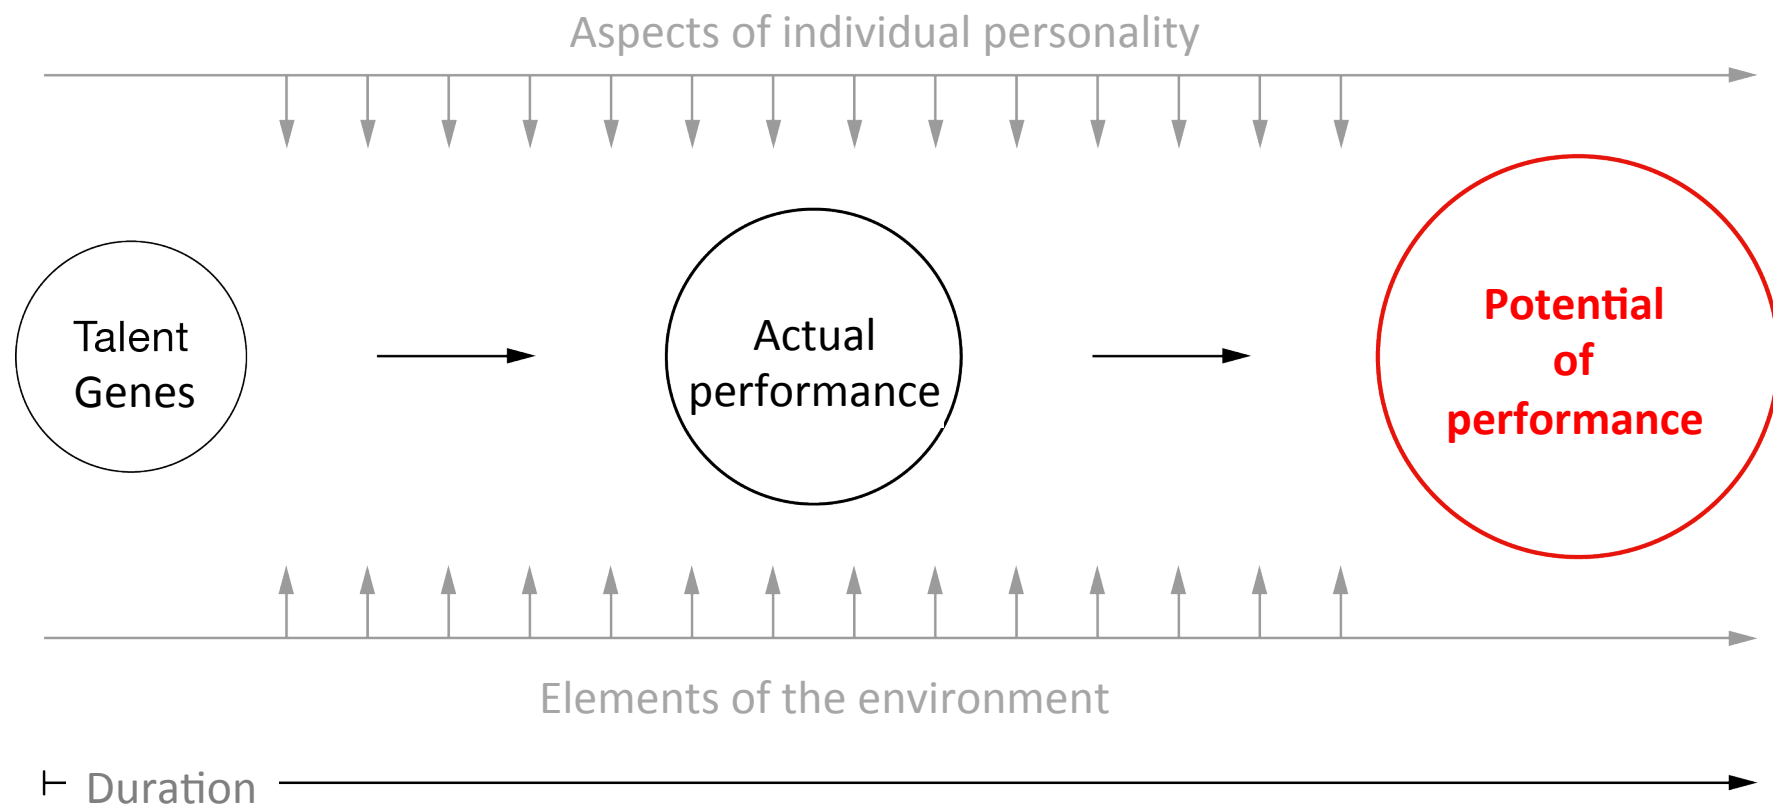 Aspects of individual personality
Talent
Genes
Actual
performance
Potential
of
performance
Elements of the environment
Duration